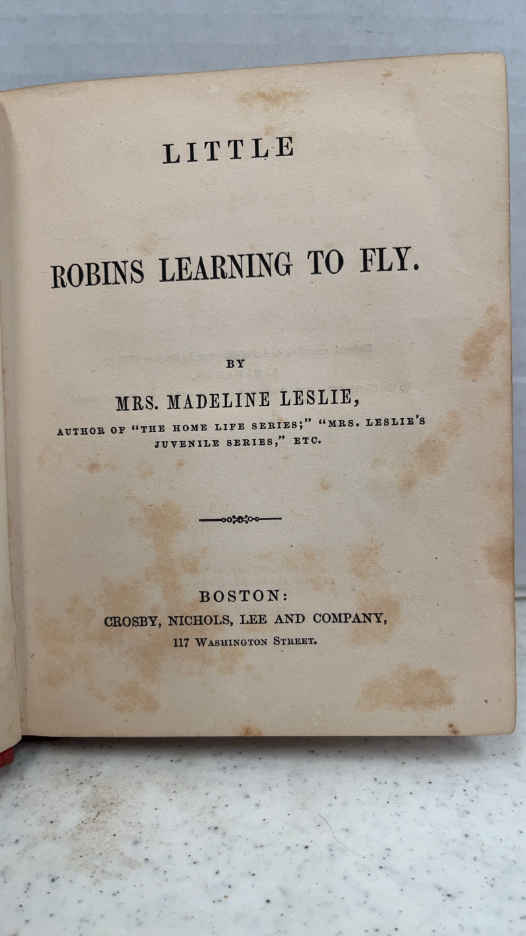 LITTLE
ROBINS LEARNING TO FLY.
BY
MRS. MADELINE LESLIE,
AUTHOR OF "THE HOME LIFE SERIES;" "MRS. LESLIE'S
JUVENILE SERIES," ETC.
BOSTON:
CROSBY, NICHOLS, LEE AND COMPANY,
117 WASHINGTON STREET.